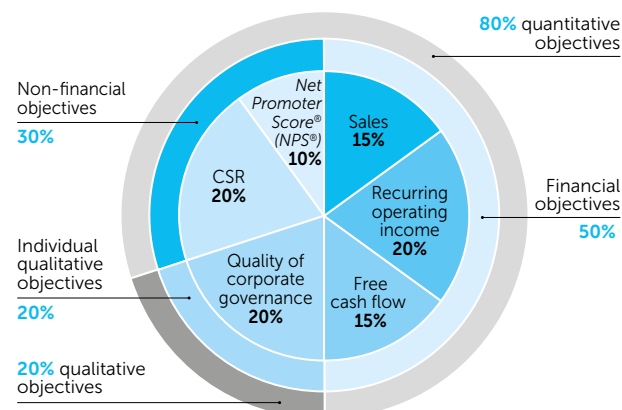 80% quantitative
objectives
Non-financial
objectives
30%
Net
Promoter
Score®
(NPS®)
10%
Sales
15%
CSR
20%
Recurring
operating
income
20%
Financial
objectives
50%
Individual
qualitative
objectives
20%
Quality of
corporate
governance
20%
Free
cash flow
15%
20% qualitative
objectives